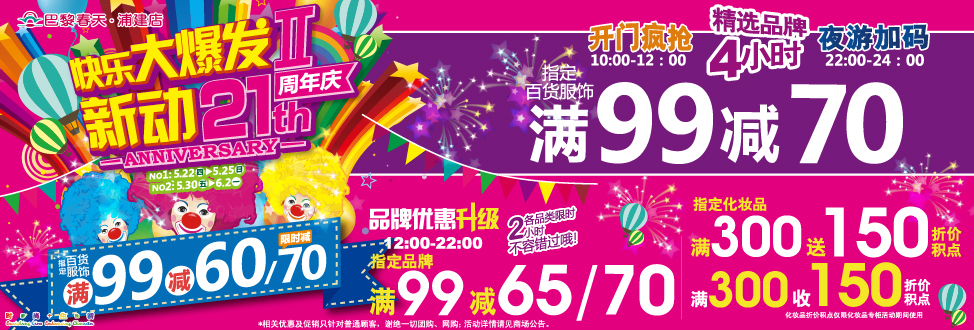 巴黎春天·浦建店
快乐大爆发II
新动21th周年庆
ANNIVERSARY
NO1: 5.22四▶5.25日
NO2: 5.30五▶6.2一
指定百货服饰
满99减60/70
限时减
开门疯抢
10:00-12:00
精选品牌
4小时
夜游加码
22:00-24:00
指定
百货服饰
满99减70
品牌优惠升级
12:00-22:00
各品类限时
2小时
不容错过哦!
指定品牌
满99减65/70
指定化妆品
满300送150折价积点
满300收150折价积点
化妆品折价积点仅限化妆品专柜活动期间使用
*相关优惠及促销只针对普通顾客，谢绝一切团购、网购；活动详情请见商场公告。